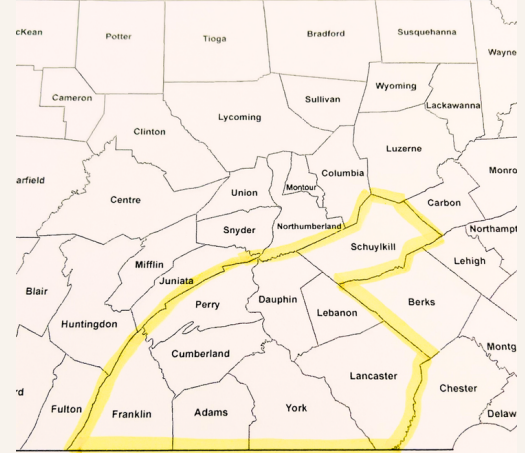 cKean
Potter
Tioga
Bradford
Susquehanna
Wayne
Cameron
Wyoming
Sullivan
Lackawanna
Lycoming
Clinton
Luzerne
Columbia
Monro
arfield
Montour
Union
Centre
Carbon
Northumberland
Snyder
Northampt
Schuylkill
Lehigh
Mifflin
Juniata
Blair
Dauphin
Berks
Perry
Lebanon
Huntingdon
Montg
Cumberland
Lancaster
Chester
rd
Fulton
Franklin
Adams
York
Delaw